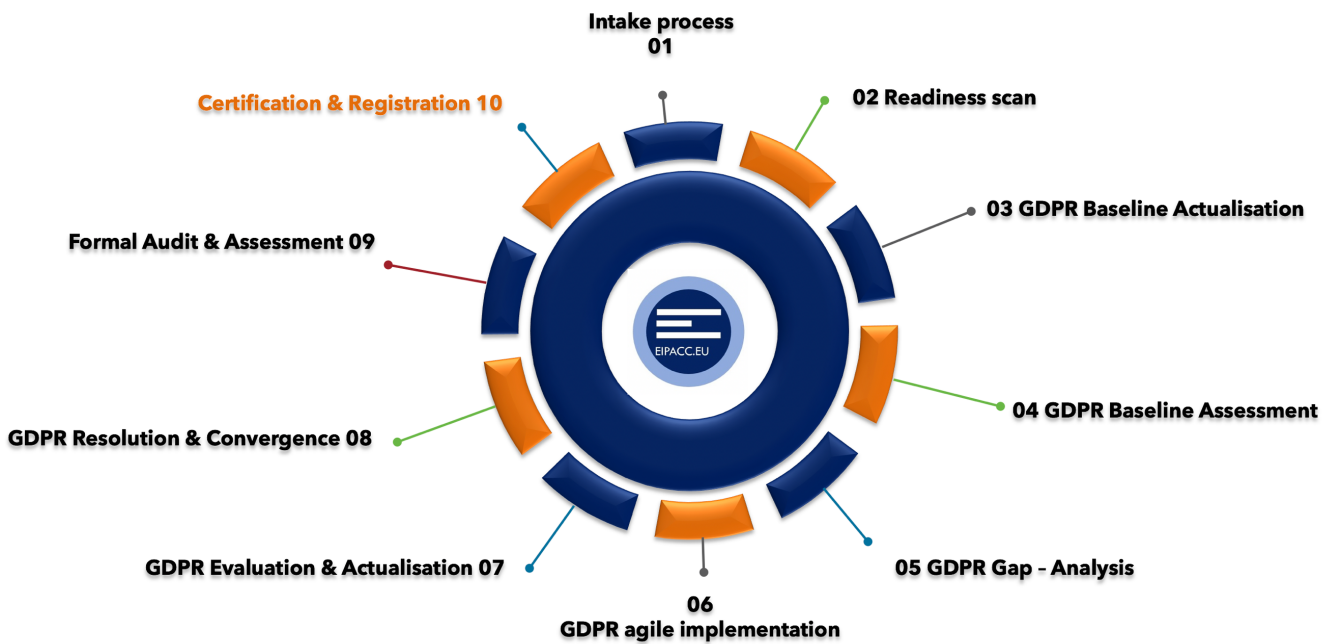 Intake process
01
02 Readiness scan
03 GDPR Baseline Actualisation
04 GDPR Baseline Assessment
05 GDPR Gap – Analysis
06
GDPR agile implementation
GDPR Evaluation & Actualisation 07
GDPR Resolution & Convergence 08
Formal Audit & Assessment 09
Certification & Registration 10
EIPACC.EU